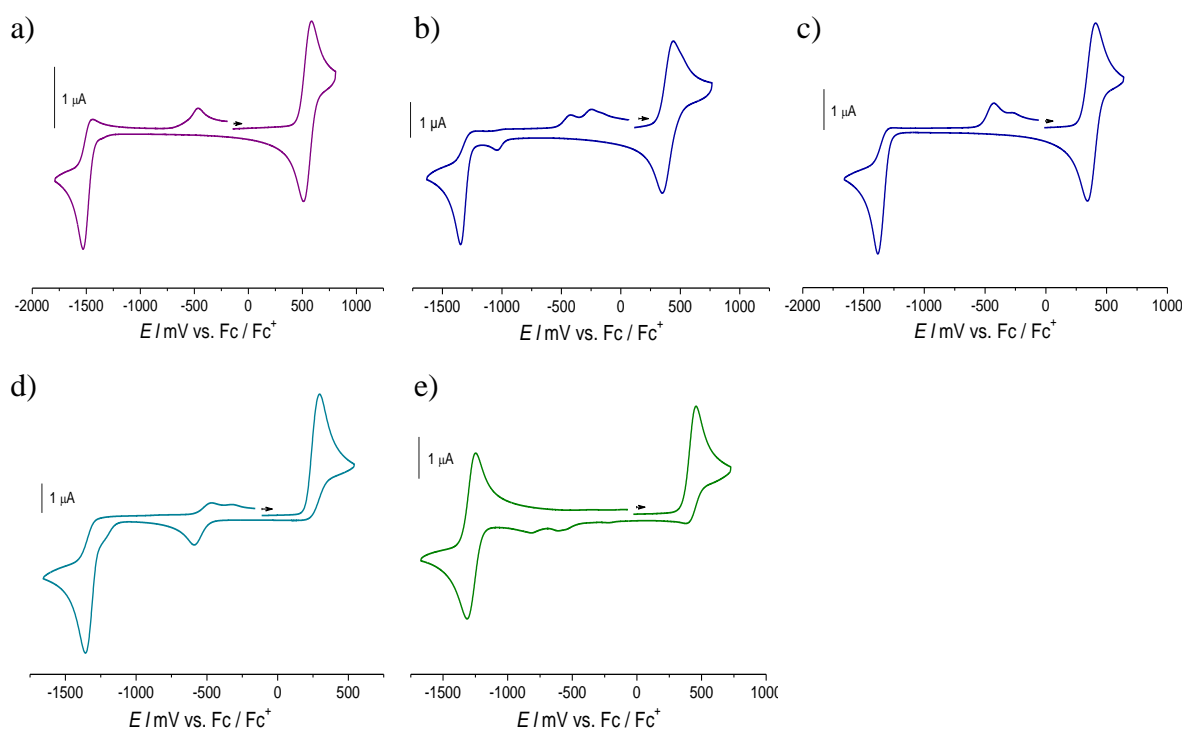 a)
1 µA
-2000 -1500 -1000 -500 0 500 1000
E / mV vs. Fc / Fc⁺
b)
1 µA
-1500 -1000 -500 0 500 1000
E / mV vs. Fc / Fc⁺
c)
1 µA
-2000 -1500 -1000 -500 0 500 1000
E / mV vs. Fc / Fc⁺
d)
1 µA
-1500 -1000 -500 0 500
E / mV vs. Fc / Fc⁺
e)
1 µA
-1500 -1000 -500 0 500 1000
E / mV vs. Fc / Fc⁺